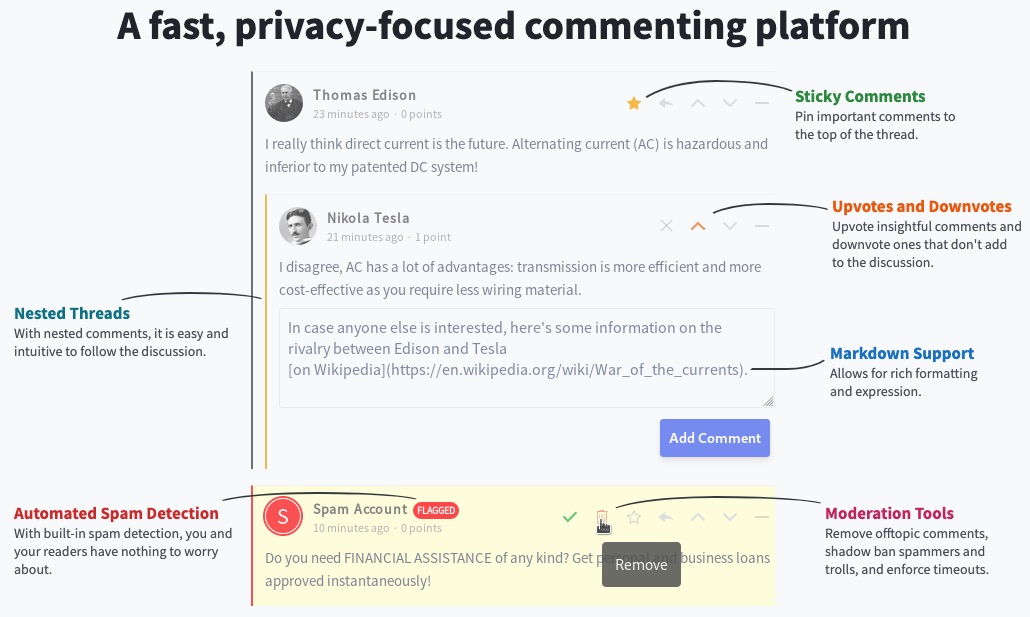 A fast, privacy-focused commenting platform
Thomas Edison
23 minutes ago · 0 points
I really think direct current is the future. Alternating current (AC) is hazardous and
inferior to my patented DC system!
Sticky Comments
Pin important comments to
the top of the thread.
Nikola Tesla
21 minutes ago · 1 point
I disagree, AC has a lot of advantages: transmission is more efficient and more
cost-effective as you require less wiring material.
Upvotes and Downvotes
Upvote insightful comments and
downvote ones that don't add
to the discussion.
Nested Threads
With nested comments, it is easy and
intuitive to follow the discussion.
In case anyone else is interested, here's some information on the
rivalry between Edison and Tesla
[on Wikipedia](https://en.wikipedia.org/wiki/War_of_the_currents).
Markdown Support
Allows for rich formatting
and expression.
Add Comment
Automated Spam Detection
With built-in spam detection, you and
your readers have nothing to worry
about.
S
Spam Account FLAGGED
10 minutes ago · 0 points
Do you need FINANCIAL ASSISTANCE of any kind? Get personal and business loans
approved instantaneously!
Remove
Moderation Tools
Remove offtopic comments,
shadow ban spammers and
trolls, and enforce timeouts.